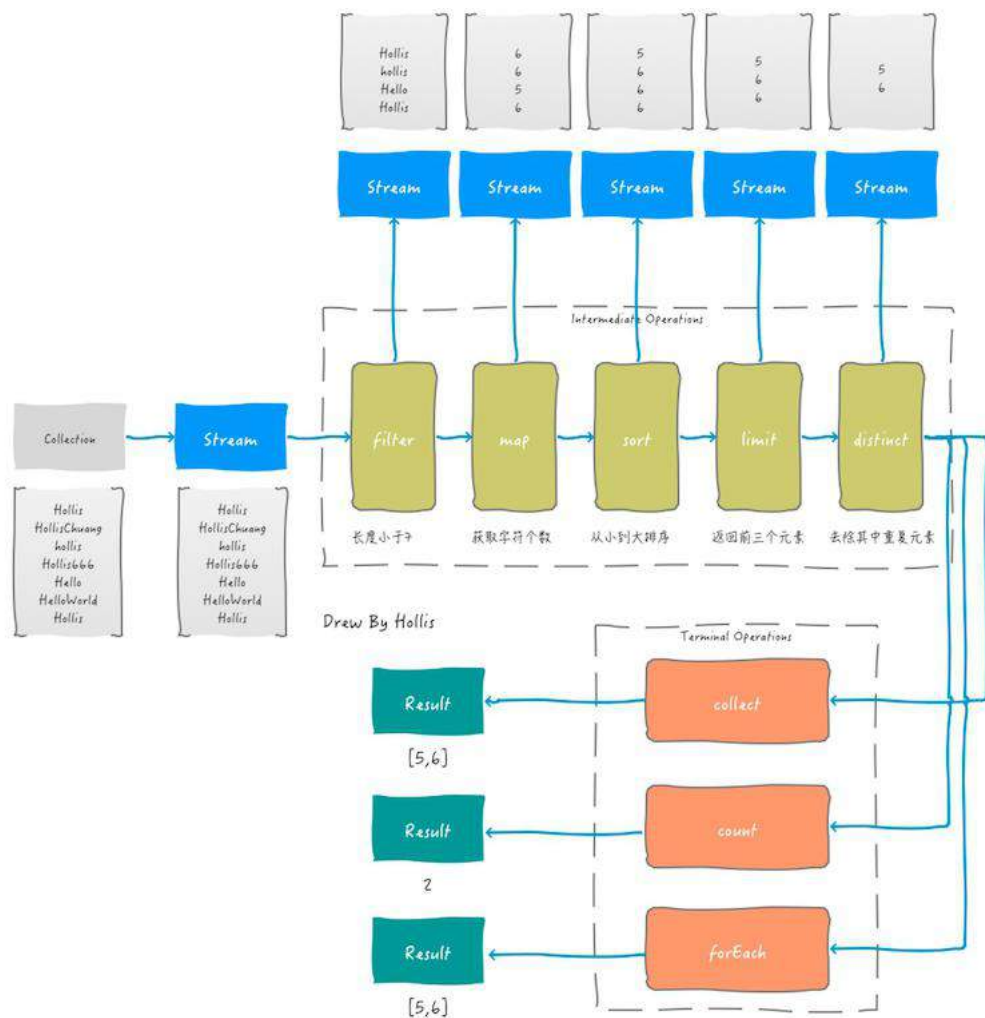 Hollis
hollis
Hello
Hollis
6
6
5
6
5
6
6
6
5
6
6
5
6
Stream
Stream
Stream
Stream
Stream
Intermediate Operations
Collection
Stream
filter
map
sort
limit
distinct
长度小于7
获取字符个数
从小到大排序
返回前三个元素
去除其中重复元素
Hollis
HollisChuang
hollis
Hollis666
Hello
HelloWorld
Hollis
Hollis
HollisChuang
hollis
Hollis666
Hello
HelloWorld
Hollis
Drew By Hollis
Terminal Operations
Result
collect
[5,6]
Result
count
2
Result
forEach
[5,6]